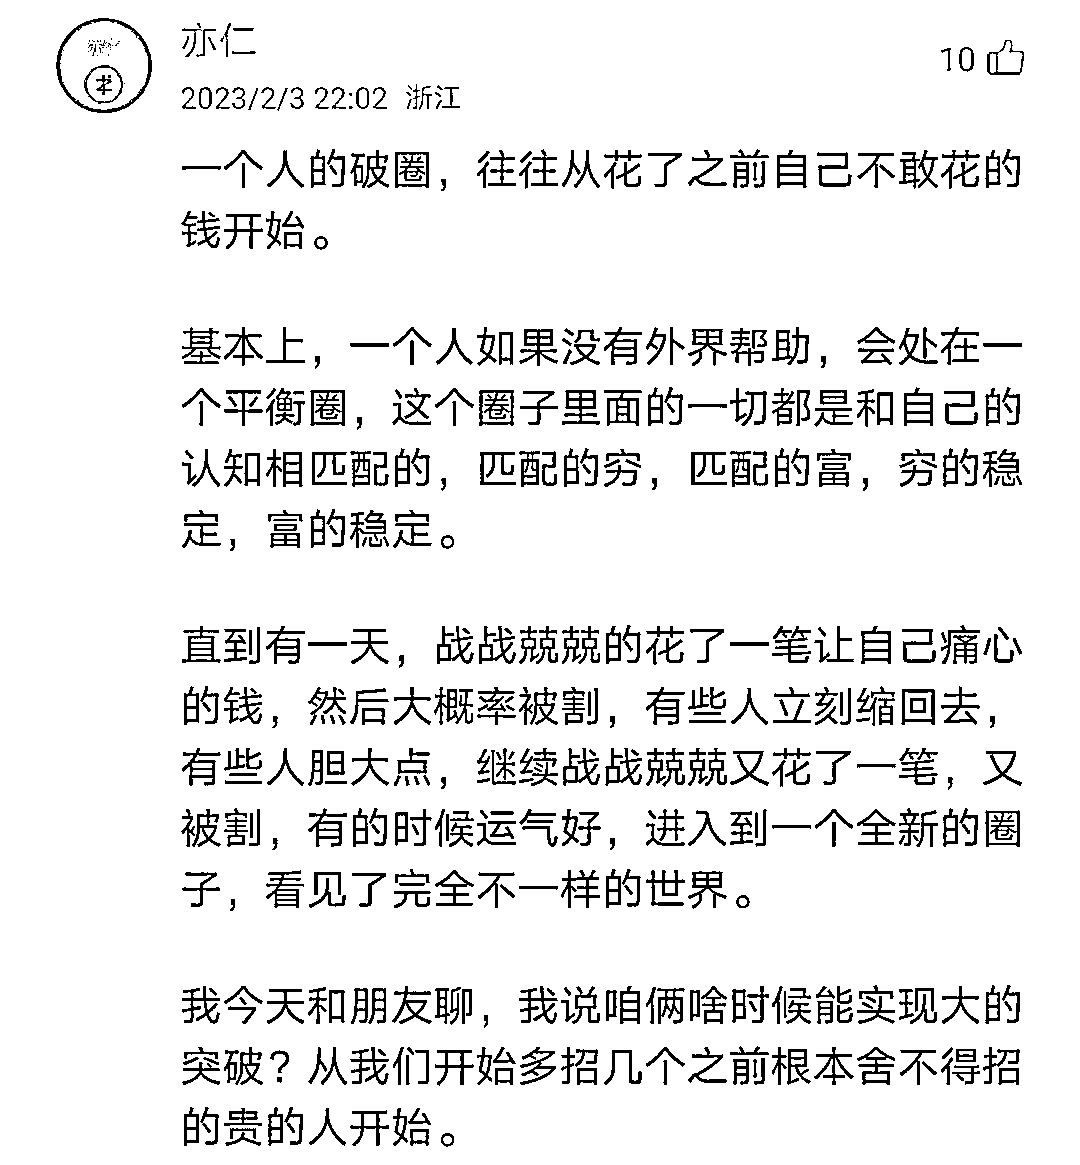 亦仁
10
2023/2/3 22:02 浙江
一个人的破圈，往往从花了之前自己不敢花的
钱开始。
基本上，一个人如果没有外界帮助，会处在一
个平衡圈，这个圈子里面的一切都是和自己的
认知相匹配的，匹配的穷，匹配的富，穷的稳
定，富的稳定。
直到有一天，战战兢兢的花了一笔让自己痛心
的钱，然后大概率被割，有些人立刻缩回去，
有些人胆大点，继续战战兢兢又花了一笔，又
被割，有的时候运气好，进入到一个全新的圈
子，看见了完全不一样的世界。
我今天和朋友聊，我说咱俩啥时候能实现大的
突破？从我们开始多招几个之前根本舍不得招
的贵的人开始。